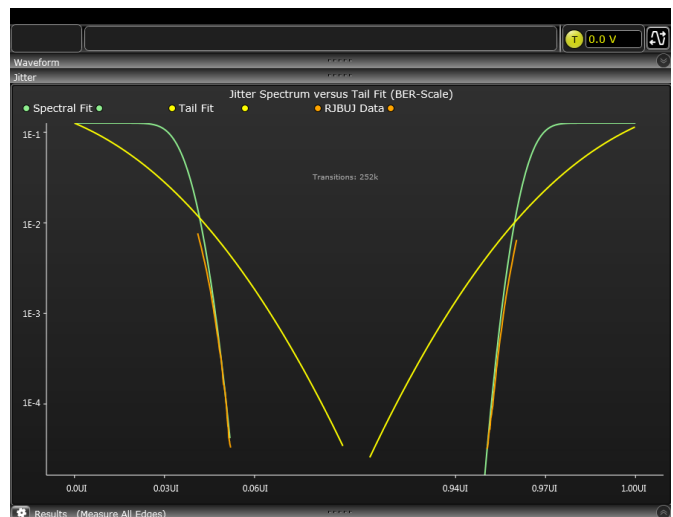 T 0.0 V
Waveform
Jitter
Jitter Spectrum versus Tail Fit (BER-Scale)
Spectral Fit Tail Fit RJBUJ Data
1E-1
Transitions: 252k
1E-2
1E-3
1E-4
0.0UI 0.03UI 0.06UI 0.94UI 0.97UI 1.00UI
Results (Measure All Edges)